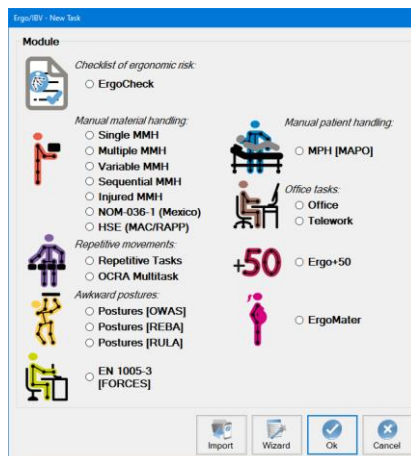 Ergo/IBV - New Task
Module
Checklist of ergonomic risk:
ErgoCheck
Manual material handling:
Single MMH
Multiple MMH
Variable MMH
Sequential MMH
Injured MMH
NOM-036-1 (Mexico)
HSE (MAC/RAPP)
Repetitive movements:
Repetitive Tasks
OCRA Multitask
Awkward postures:
Postures [OWAS]
Postures [REBA]
Postures [RULA]
EN 1005-3
[FORCES]
Manual patient handling:
MPH [MAPO]
Office tasks:
Office
Telework
+50
Ergo+50
ErgoMater
Import
Wizard
Ok
Cancel